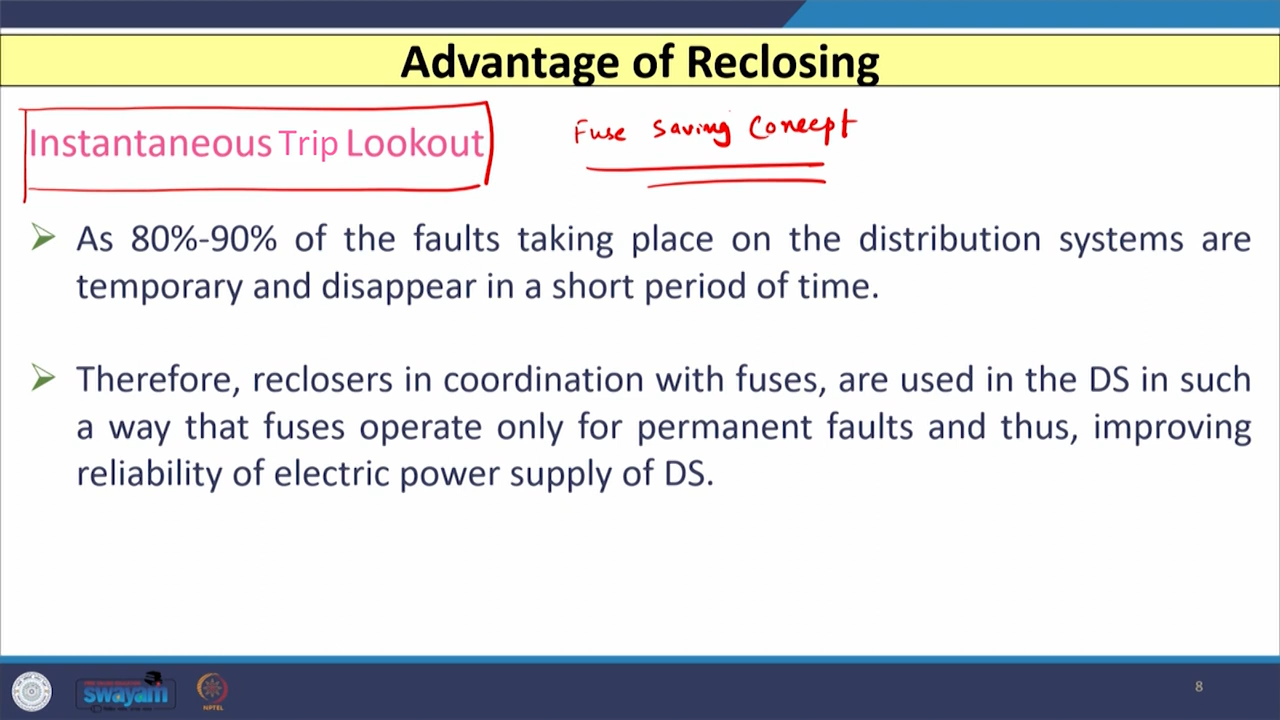 Advantage of Reclosing
Instantaneous Trip Lookout
Fuse Saving Concept
As 80%-90% of the faults taking place on the distribution systems are
temporary and disappear in a short period of time.
Therefore, reclosers in coordination with fuses, are used in the DS in such
a way that fuses operate only for permanent faults and thus, improving
reliability of electric power supply of DS.
swayam
NPTEL
8